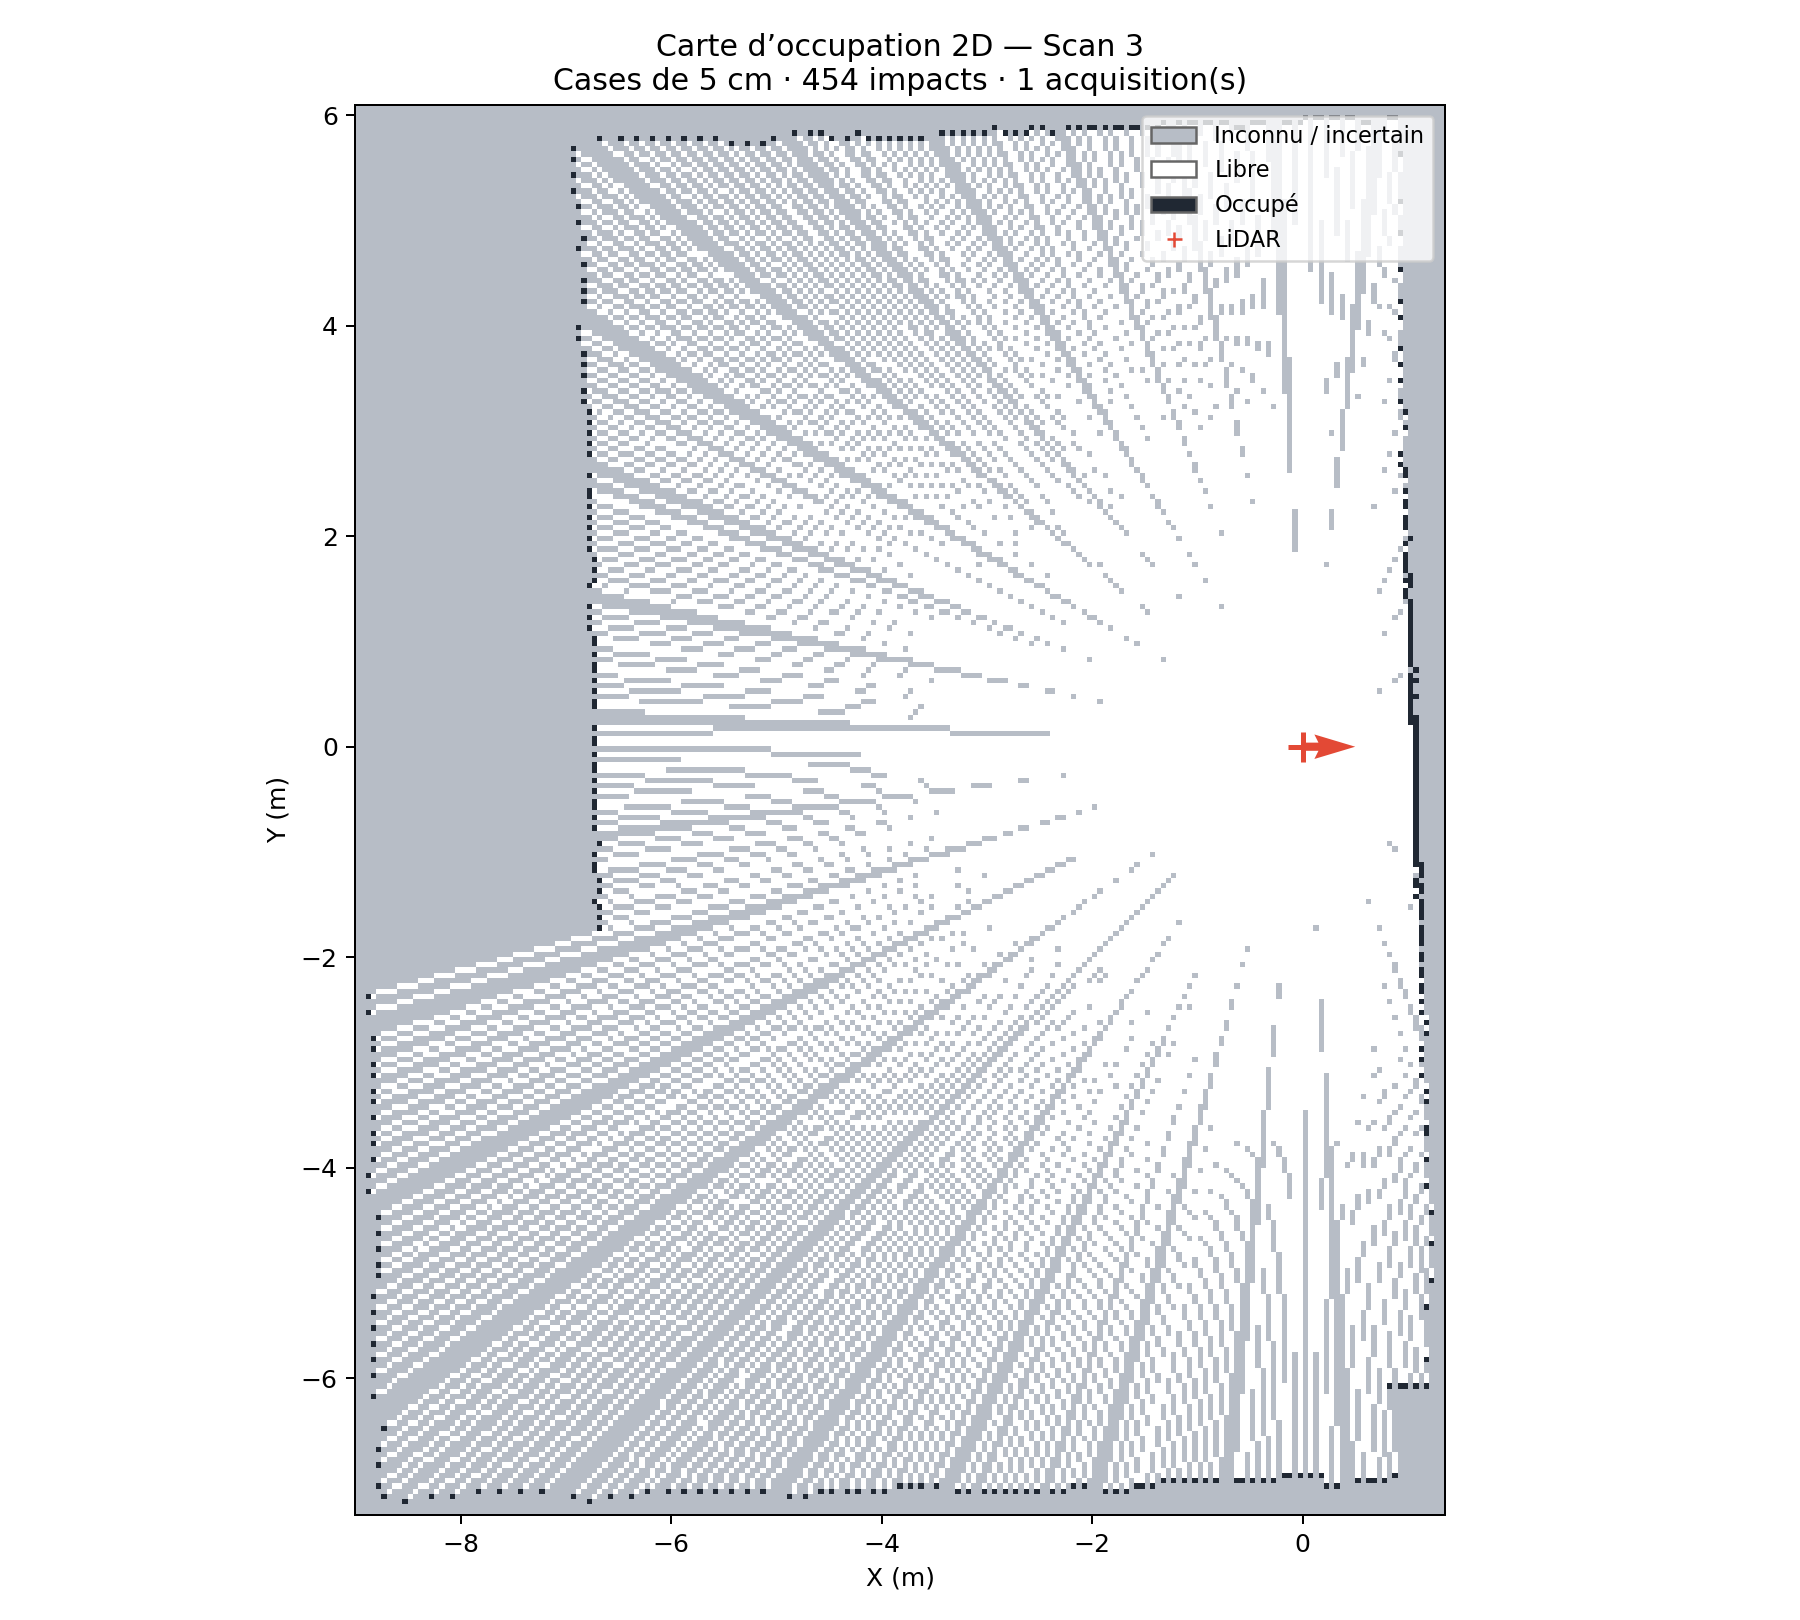 Carte d’occupation 2D — Scan 3
Cases de 5 cm · 454 impacts · 1 acquisition(s)
Inconnu / incertain
Libre
Occupé
LiDAR
6
4
2
0
−2
−4
−6
Y (m)
−8
−6
−4
−2
0
X (m)